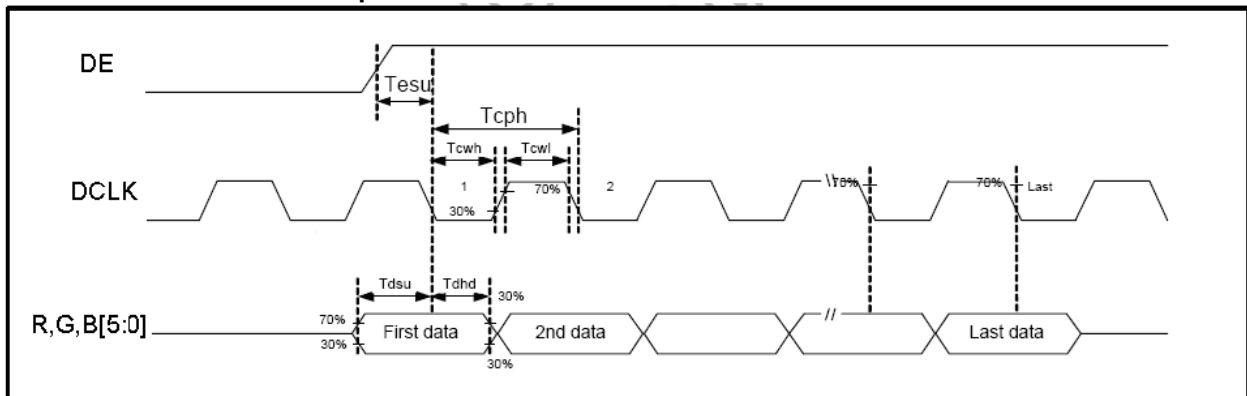 DE
Tesu
Tcph
Tcwh
Tcwl
DCLK
1
70%
2
30%
\\
70%
70%
Last
Tdsu
Tdhd
30%
R,G,B[5:0]
70%
30%
First data
2nd data
//
Last data
30%